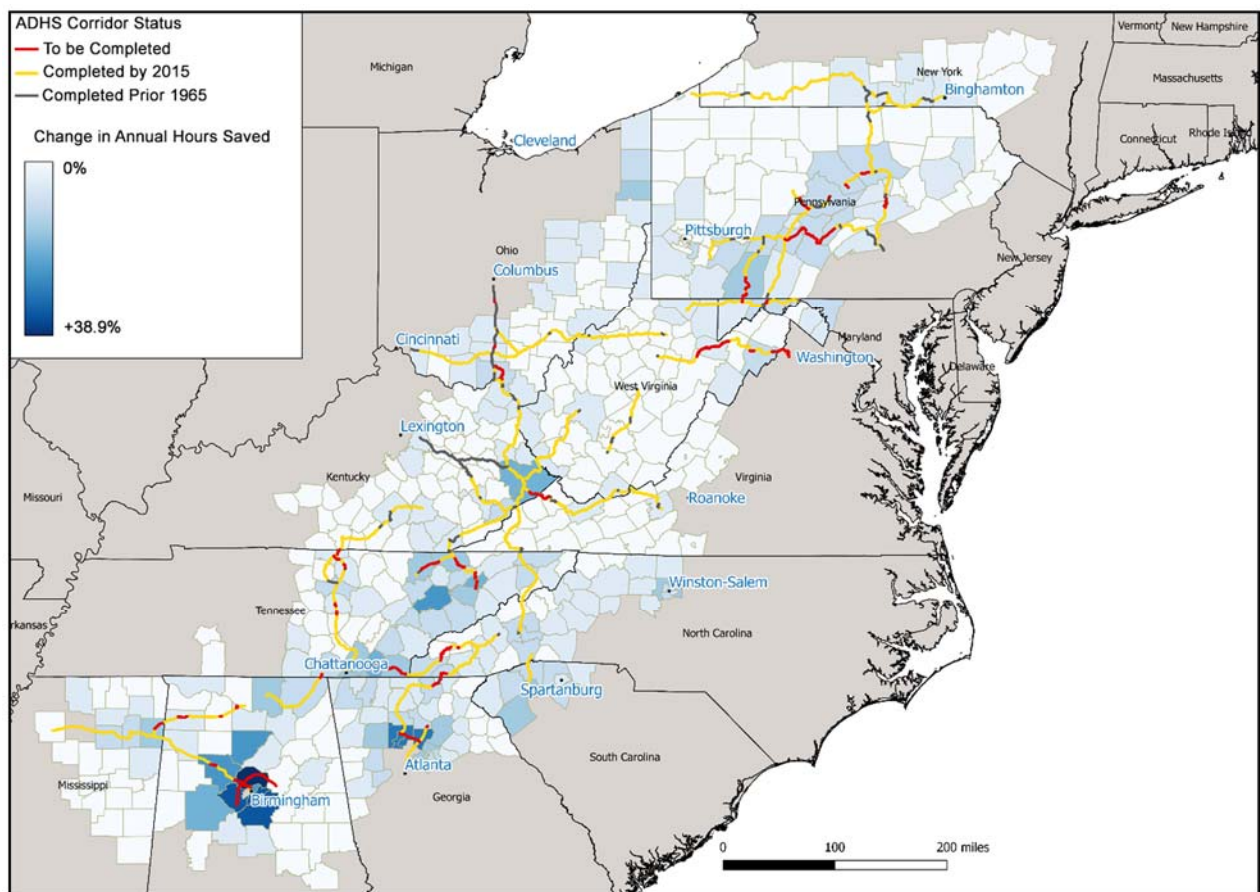 ADHS Corridor Status
To be Completed
Completed by 2015
Completed Prior 1965
Change in Annual Hours Saved
0%
+38.9%
Michigan
Vermont
New Hampshire
New York
Massachusetts
Binghamton
Connecticut
Rhode
Cleveland
Pennsylvania
Pittsburgh
Ohio
New Jersey
Columbus
Cincinnati
Maryland
Washington
Delaware
West Virginia
Lexington
Kentucky
Virginia
Missouri
Roanoke
Winston-Salem
Tennessee
rkansas
North Carolina
Chattanooga
Spartanburg
South Carolina
Atlanta
Mississippi
Birmingham
Georgia
0 100 200 miles